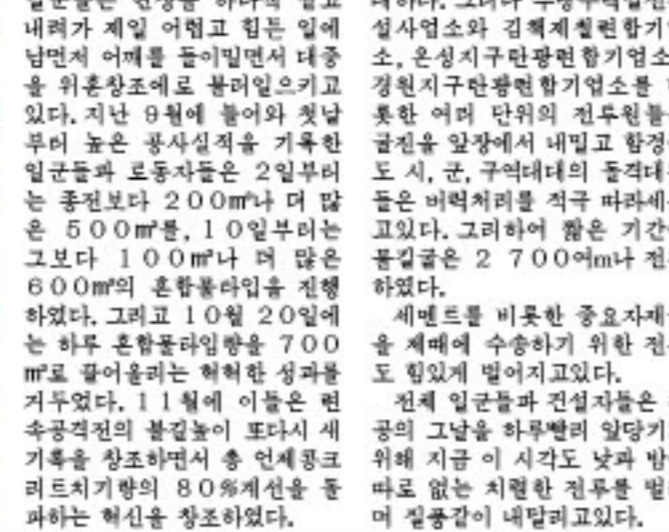 내려가 제일 어렵고 힘든 일에
남먼저 어깨를 들이밀면서 대중
을 위훈창조에로 불러일으키고
있다. 지난 9월에 들어와 첫날
부터 높은 공사실적을 기록한
일군들과 로동자들은 2일부터
는 종전보다 200㎥나 더 많
은 500㎥를, 10일부터는
그보다 100㎥나 더 많은
600㎥의 혼합물타입을 진행
하였다. 그리고 10월 20일에
는 하루 혼합물타입량을 700
㎥로 끌어올리는 혁혁한 성과를
거두었다. 11월에 이들은 련
속공격전의 불길높이 또다시 새
기록을 창조하면서 총 언제콩크
리트치기량의 80%계선을 돌
파하는 혁신을 창조하였다.
설사업소와 김책제철련합기
소, 온성지구탄광련합기업소
경원지구탄광련합기업소를
롯한 여러 단위의 전투원들
굴진을 앞장에서 내밀고 함경
도 시, 군, 구역대대의 돌격대
들은 버럭처리를 적극 따라세
고있다. 그리하여 짧은 기간
물길굴은 2 700여m나 전
하였다.
세멘트를 비롯한 중요자재
을 제때에 수송하기 위한 전
도 힘있게 벌어지고있다.
전체 일군들과 건설자들은
공의 그날을 하루빨리 앞당기
위해 지금 이 시각도 낮과 밤
따로 없는 치렬한 전투를 벌
며 질풍같이 내달리고있다.